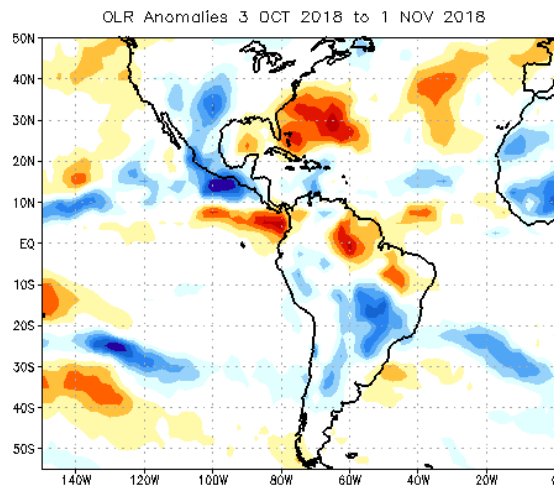 OLR Anomalies 3 OCT 2018 to 1 NOV 2018
50N
40N
30N
20N
10N
EQ
10S
20S
30S
40S
50S
140W 120W 100W 80W 60W 40W 20W 0